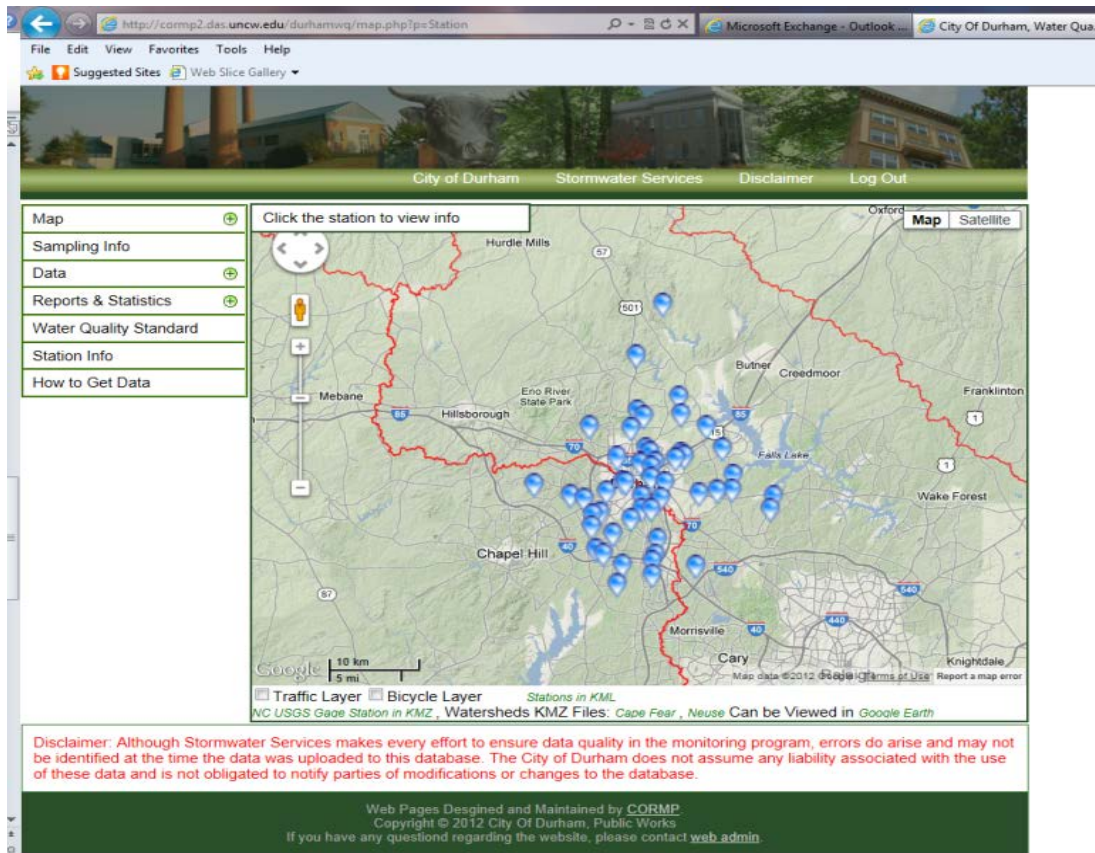 http://cormp2.das.uncw.edu/durhamwq/map.php?p=Station
Microsoft Exchange - Outlook ...
City Of Durham, Water Qua...
File Edit View Favorites Tools Help
Suggested Sites Web Slice Gallery
City of Durham Stormwater Services Disclaimer Log Out
Map
Sampling Info
Data
Reports & Statistics
Water Quality Standard
Station Info
How to Get Data
Click the station to view info
Map Satellite
Oxford
Hurdle Mills
57
501
Butner
Creedmoor
Franklinton
Eno River
State Park
Mebane
85
Hillsborough
85
15
1
70
Falls Lake
1
Wake Forest
70
Chapel Hill
40
540
540
87
440
Morrisville
40
Cary
Knightdale
Google
10 km
5 mi
Map data ©2012 Google - Terms of Use Report a map error
Traffic Layer Bicycle Layer Stations in KML
NC USGS Gage Station in KMZ , Watersheds KMZ Files: Cape Fear , Neuse Can be Viewed in Google Earth
Disclaimer: Although Stormwater Services makes every effort to ensure data quality in the monitoring program, errors do arise and may not
be identified at the time the data was uploaded to this database. The City of Durham does not assume any liability associated with the use
of these data and is not obligated to notify parties of modifications or changes to the database.
Web Pages Desgined and Maintained by CORMP.
Copyright © 2012 City Of Durham, Public Works
If you have any questiond regarding the website, please contact web admin.